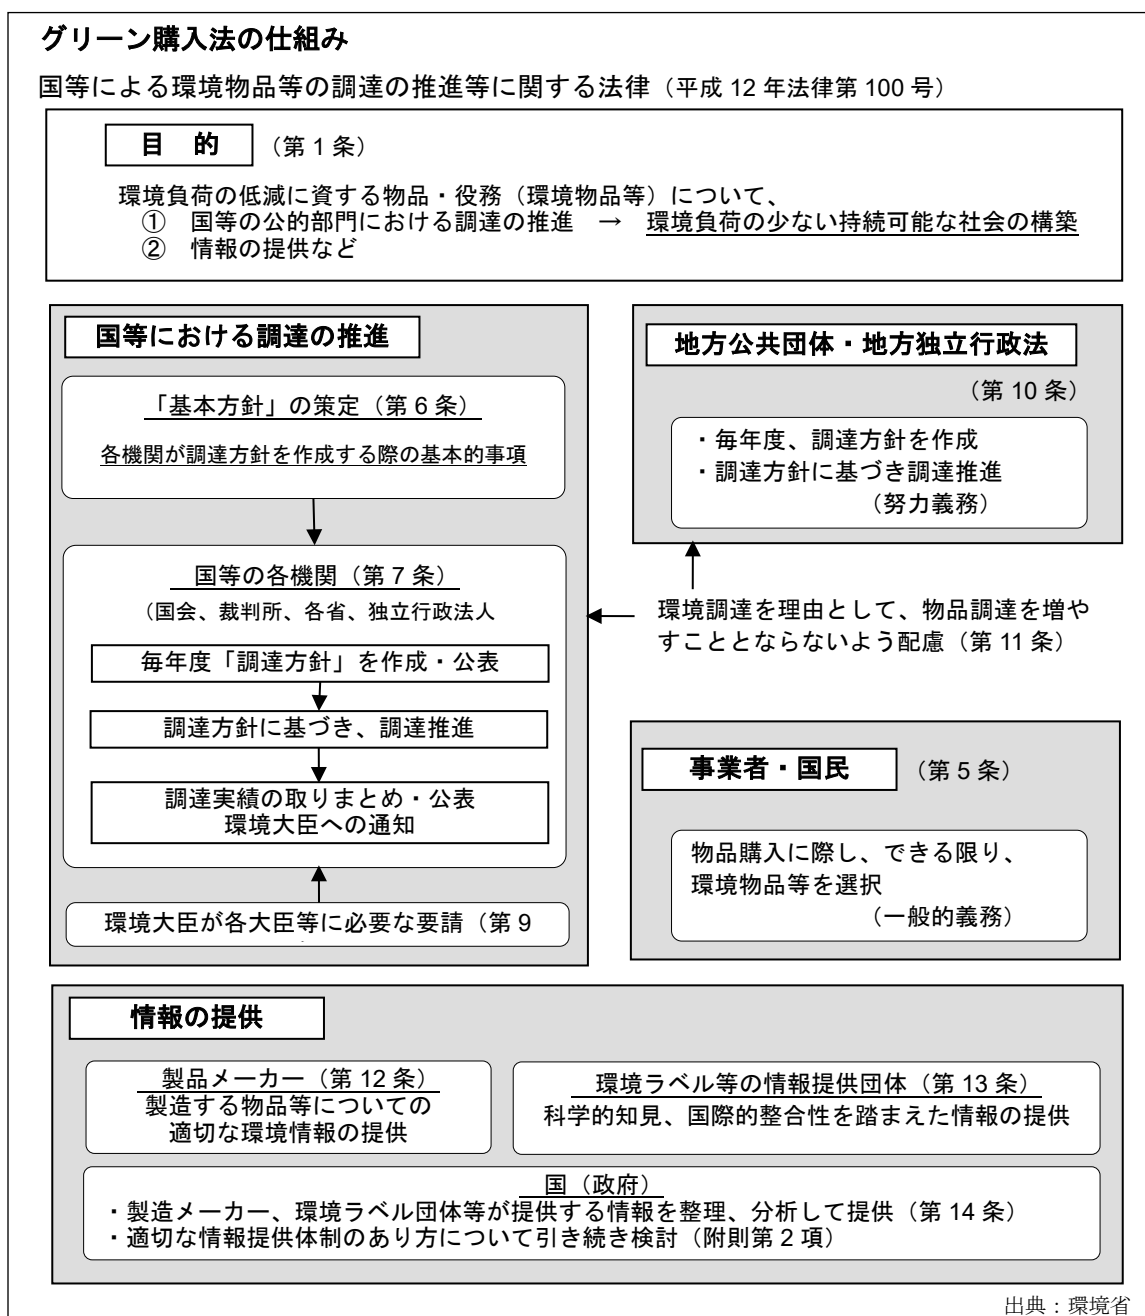 グリーン購入法の仕組み
国等による環境物品等の調達の推進等に関する法律（平成 12 年法律第 100 号）
目　的 （第 1 条）
環境負荷の低減に資する物品・役務（環境物品等）について、
①　国等の公的部門における調達の推進　→　環境負荷の少ない持続可能な社会の構築
②　情報の提供など
国等における調達の推進
「基本方針」の策定（第 6 条）
各機関が調達方針を作成する際の基本的事項
国等の各機関（第 7 条）
（国会、裁判所、各省、独立行政法人
毎年度「調達方針」を作成・公表
調達方針に基づき、調達推進
調達実績の取りまとめ・公表
環境大臣への通知
環境大臣が各大臣等に必要な要請（第 9
地方公共団体・地方独立行政法
（第 10 条）
・毎年度、調達方針を作成
・調達方針に基づき調達推進
（努力義務）
環境調達を理由として、物品調達を増や
すこととならないよう配慮（第 11 条）
事業者・国民 （第 5 条）
物品購入に際し、できる限り、
環境物品等を選択
（一般的義務）
情報の提供
製品メーカー（第 12 条）
製造する物品等についての
適切な環境情報の提供
環境ラベル等の情報提供団体（第 13 条）
科学的知見、国際的整合性を踏まえた情報の提供
国（政府）
・製造メーカー、環境ラベル団体等が提供する情報を整理、分析して提供（第 14 条）
・適切な情報提供体制のあり方について引き続き検討（附則第 2 項）
出典：環境省